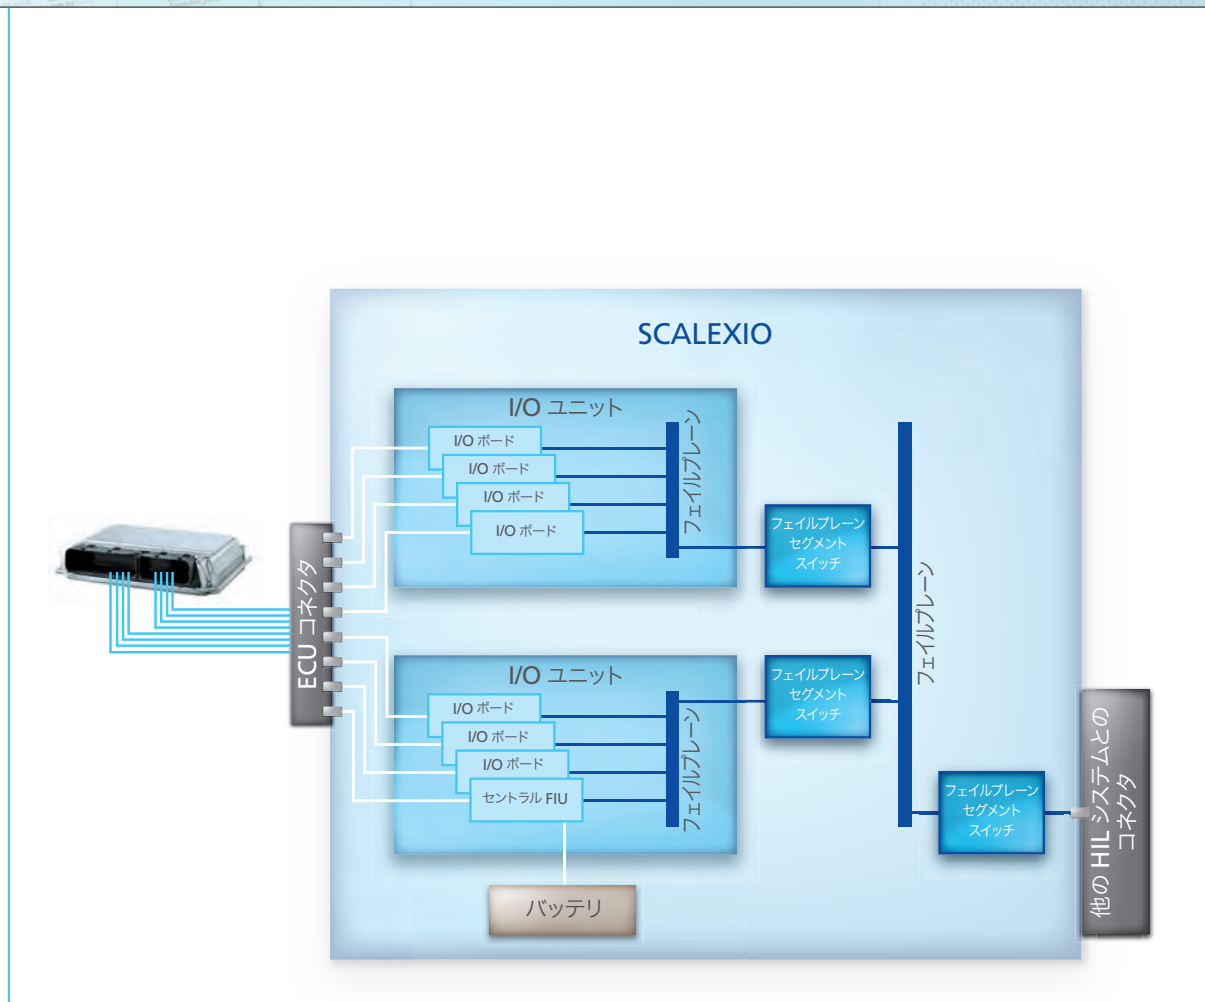 SCALEXIO
I/O ユニット
I/O ボード
I/O ボード
I/O ボード
I/O ボード
フェイルプレーン
フェイルプレーン
セグメント
スイッチ
ECU コネクタ
フェイルプレーン
I/O ユニット
I/O ボード
I/O ボード
I/O ボード
セントラル FIU
フェイルプレーン
フェイルプレーン
セグメント
スイッチ
フェイルプレーン
セグメント
スイッチ
他の HIL システムとの
コネクタ
バッテリ